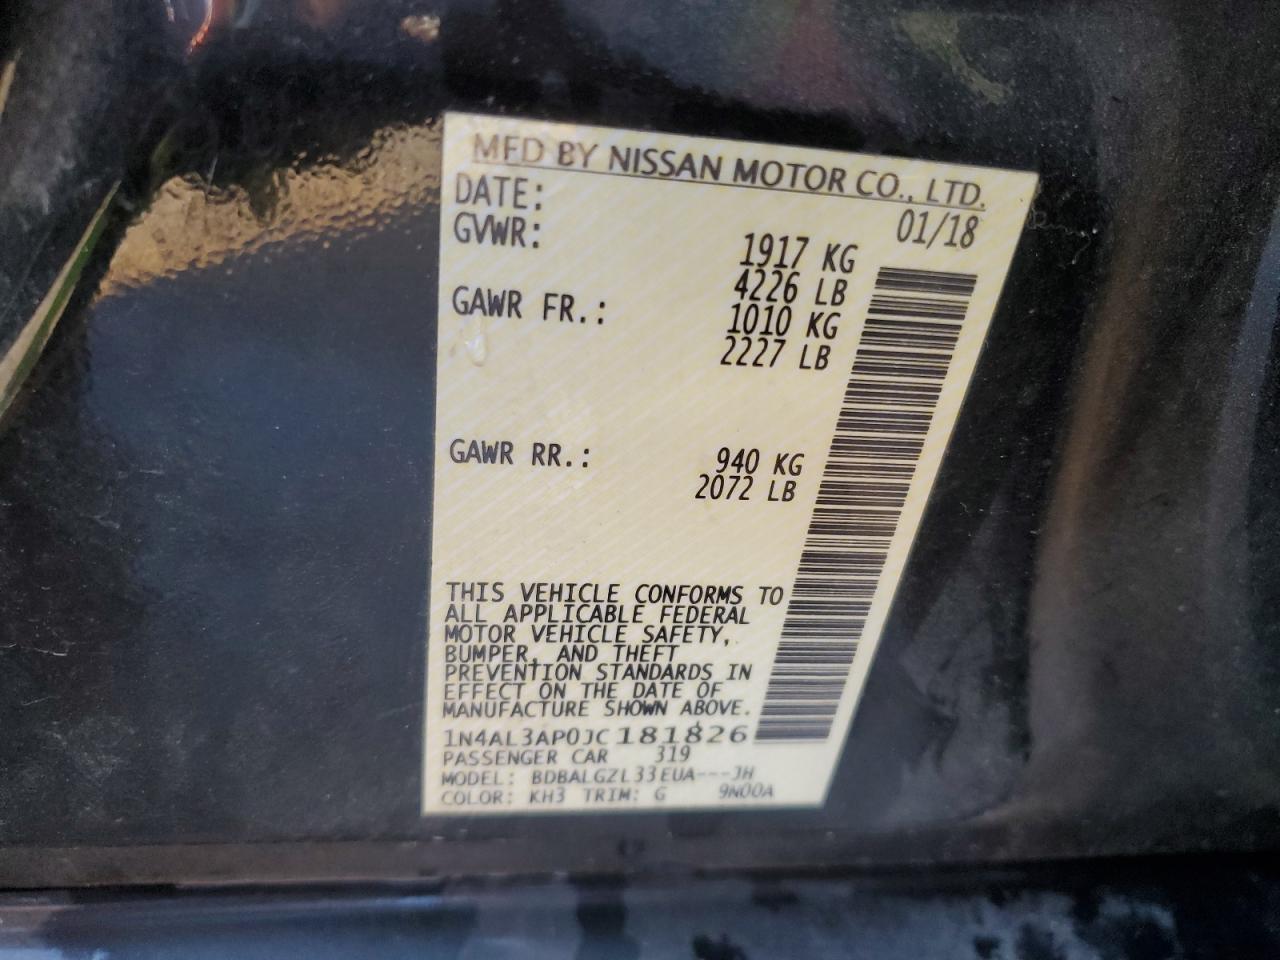 MFD BY NISSAN MOTOR CO., LTD.
DATE: 01/18
GVWR: 1917 KG
4226 LB
GAWR FR.: 1010 KG
2227 LB
GAWR RR.: 940 KG
2072 LB
THIS VEHICLE CONFORMS TO
ALL APPLICABLE FEDERAL
MOTOR VEHICLE SAFETY,
BUMPER, AND THEFT
PREVENTION STANDARDS IN
EFFECT ON THE DATE OF
MANUFACTURE SHOWN ABOVE.
1N4AL3AP0JC181826
PASSENGER CAR 319
MODEL: BDBALGZL33EUA---JH
COLOR: KH3 TRIM: G 9N00A